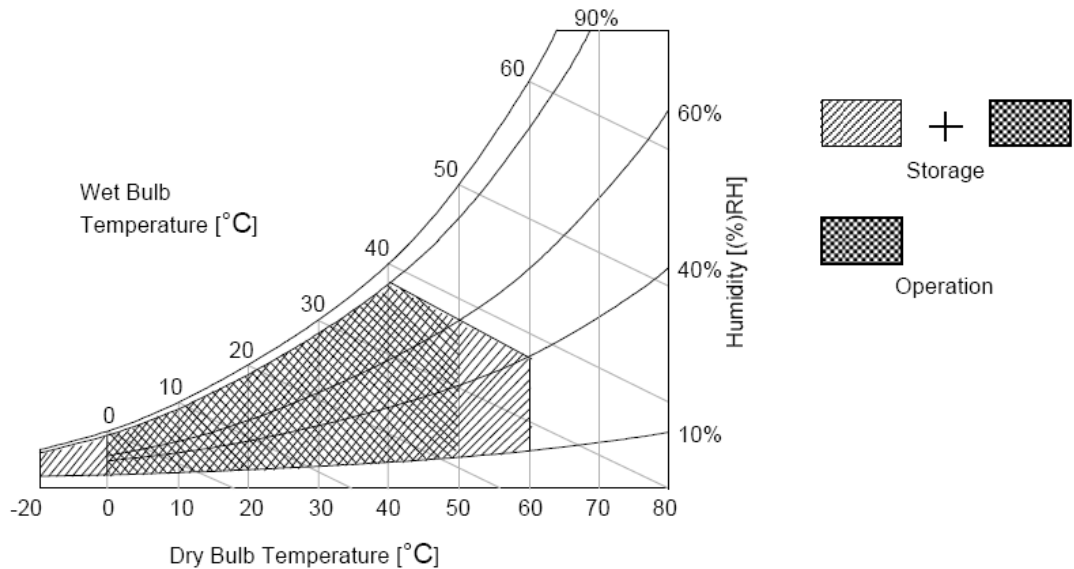 90%
60
60%
50
Wet Bulb
Temperature [°C]
40
40%
30
20
10
0
10%
Humidity [(%)RH]
-20 0 10 20 30 40 50 60 70 80
Dry Bulb Temperature [°C]
+
Storage
Operation